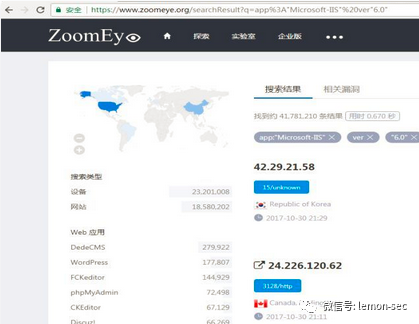 安全 | https://www.zoomeye.org/searchResult?q=app%3A"Microsoft-IIS"%20ver"6.0"
ZoomEye
探索
实验室
企业版
搜索结果
相关漏洞
找到约 41,781,210 条结果
用时 0.670 秒
app:"Microsoft-IIS" ×
ver ×
"6.0" ×
搜索类型
设备 23,201,008
网站 18,580,202
Web 应用
DedeCMS 279,922
WordPress 177,807
FCKeditor 144,929
phpMyAdmin 72,498
CKEditor 67,129
Discuz! 66,269
42.29.21.58
15/unknown
Republic of Korea
2017-10-30 21:29
24.226.120.62
3128/http
Canada,
2017-10-30 21:11
微信号: lemon-sec